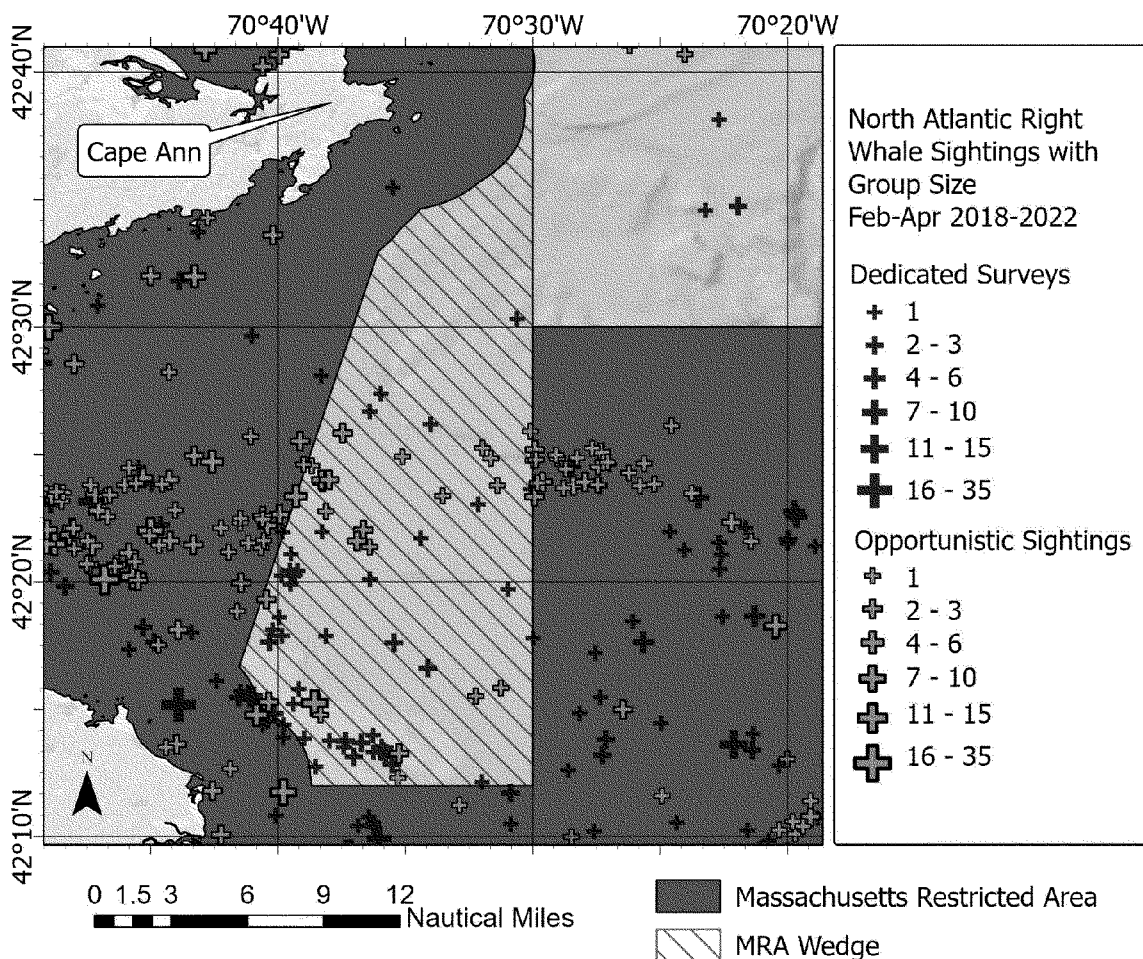 70°40'W
70°30'W
70°20'W
42°40'N
42°30'N
42°20'N
42°10'N
Cape Ann
N
North Atlantic Right
Whale Sightings with
Group Size
Feb-Apr 2018-2022
Dedicated Surveys
1
2 - 3
4 - 6
7 - 10
11 - 15
16 - 35
Opportunistic Sightings
1
2 - 3
4 - 6
7 - 10
11 - 15
16 - 35
0 1.5 3 6 9 12
Nautical Miles
Massachusetts Restricted Area
MRA Wedge